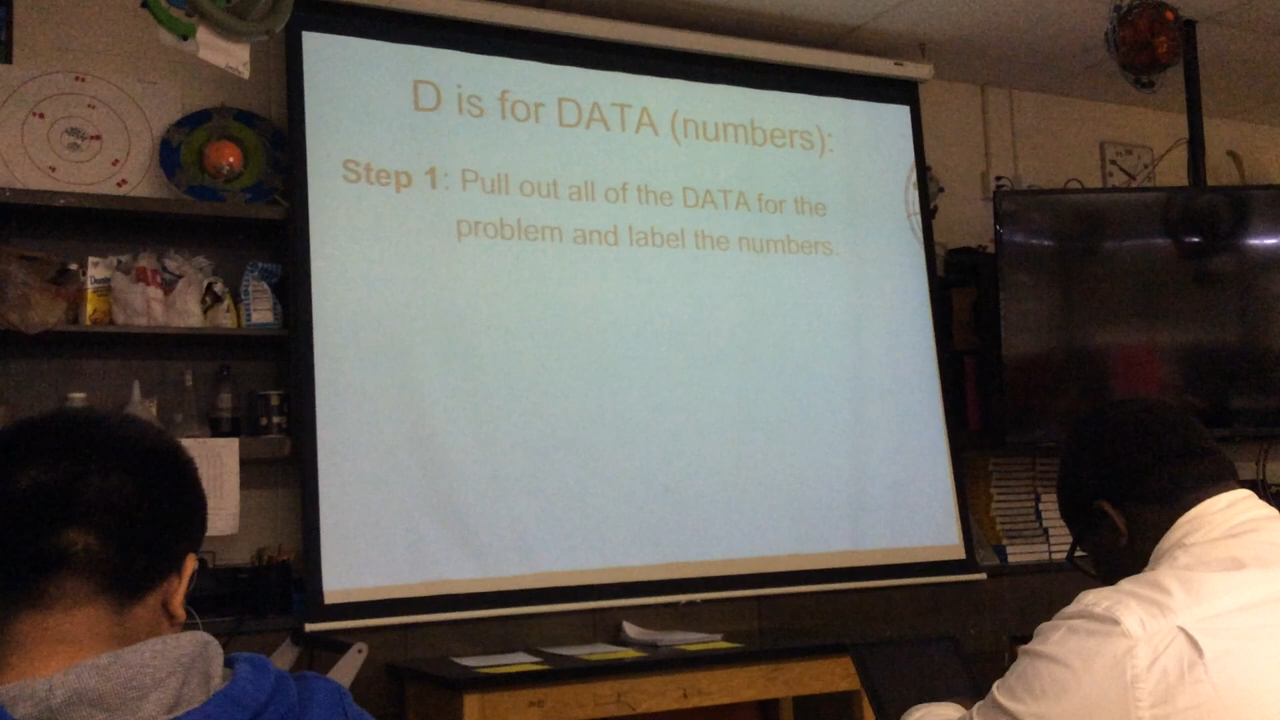 D is for DATA (numbers):
Step 1: Pull out all of the DATA for the
problem and label the numbers.